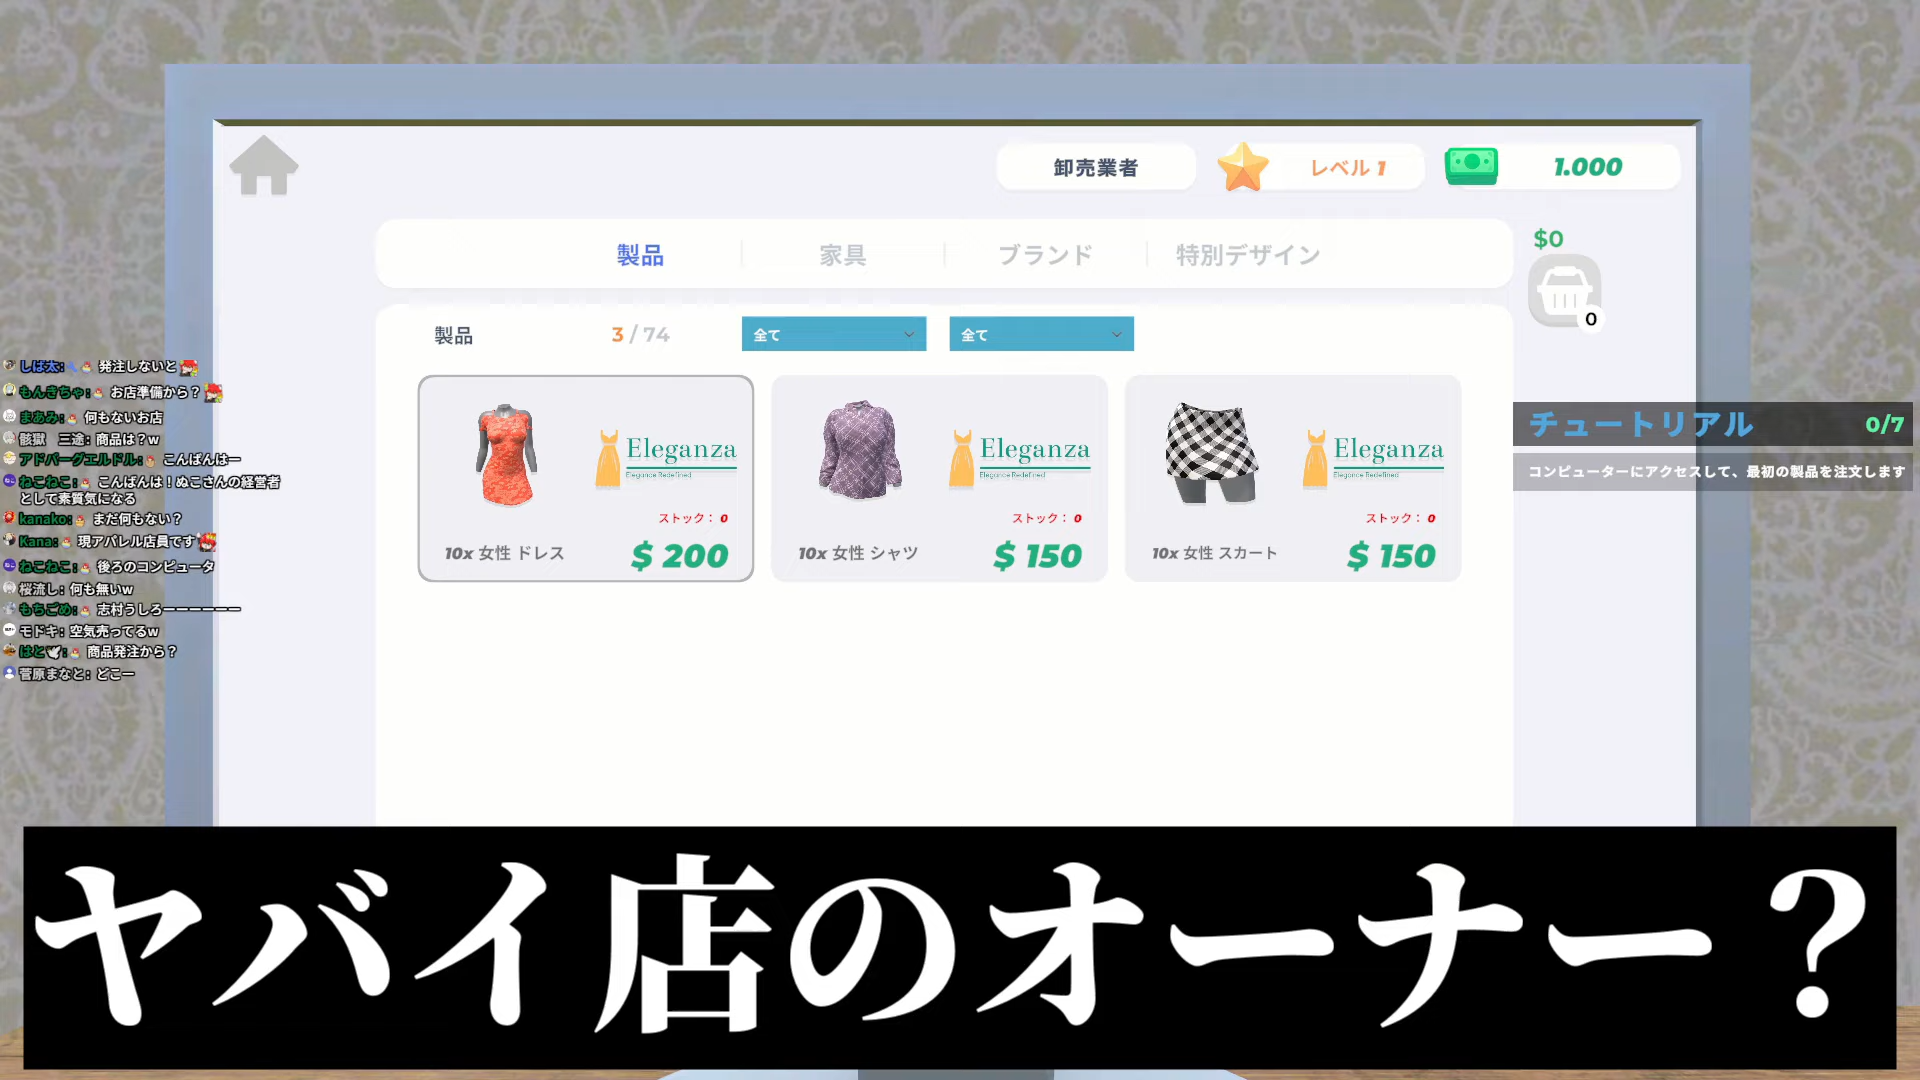 卸売業者
レベル 1
1.000
製品
家具
ブランド
特別デザイン
$0
0
製品
3 / 74
全て
全て
Eleganza
Elegance Redefined
ストック： 0
10x 女性 ドレス
$ 200
Eleganza
Elegance Redefined
ストック： 0
10x 女性 シャツ
$ 150
Eleganza
Elegance Redefined
ストック： 0
10x 女性 スカート
$ 150
チュートリアル
0/7
コンピューターにアクセスして、最初の製品を注文します
しば太: 発注しないと
もんきちゃ: お店準備から？
まあみ: 何もないお店
骸獄 三途: 商品は？w
アドバーグエルドル: こんばんはー
ねこねこ: こんばんは！ぬこさんの経営者
として素質気になる
kanako: まだ何もない？
Kana: 現アパレル店員です
ねこねこ: 後ろのコンピュータ
桜流し: 何も無いw
もちごめ: 志村うしろーーーーーー
モドキ: 空気売ってるw
はと: 商品発注から？
菅原まなと: どこー
ヤバイ店のオーナー？